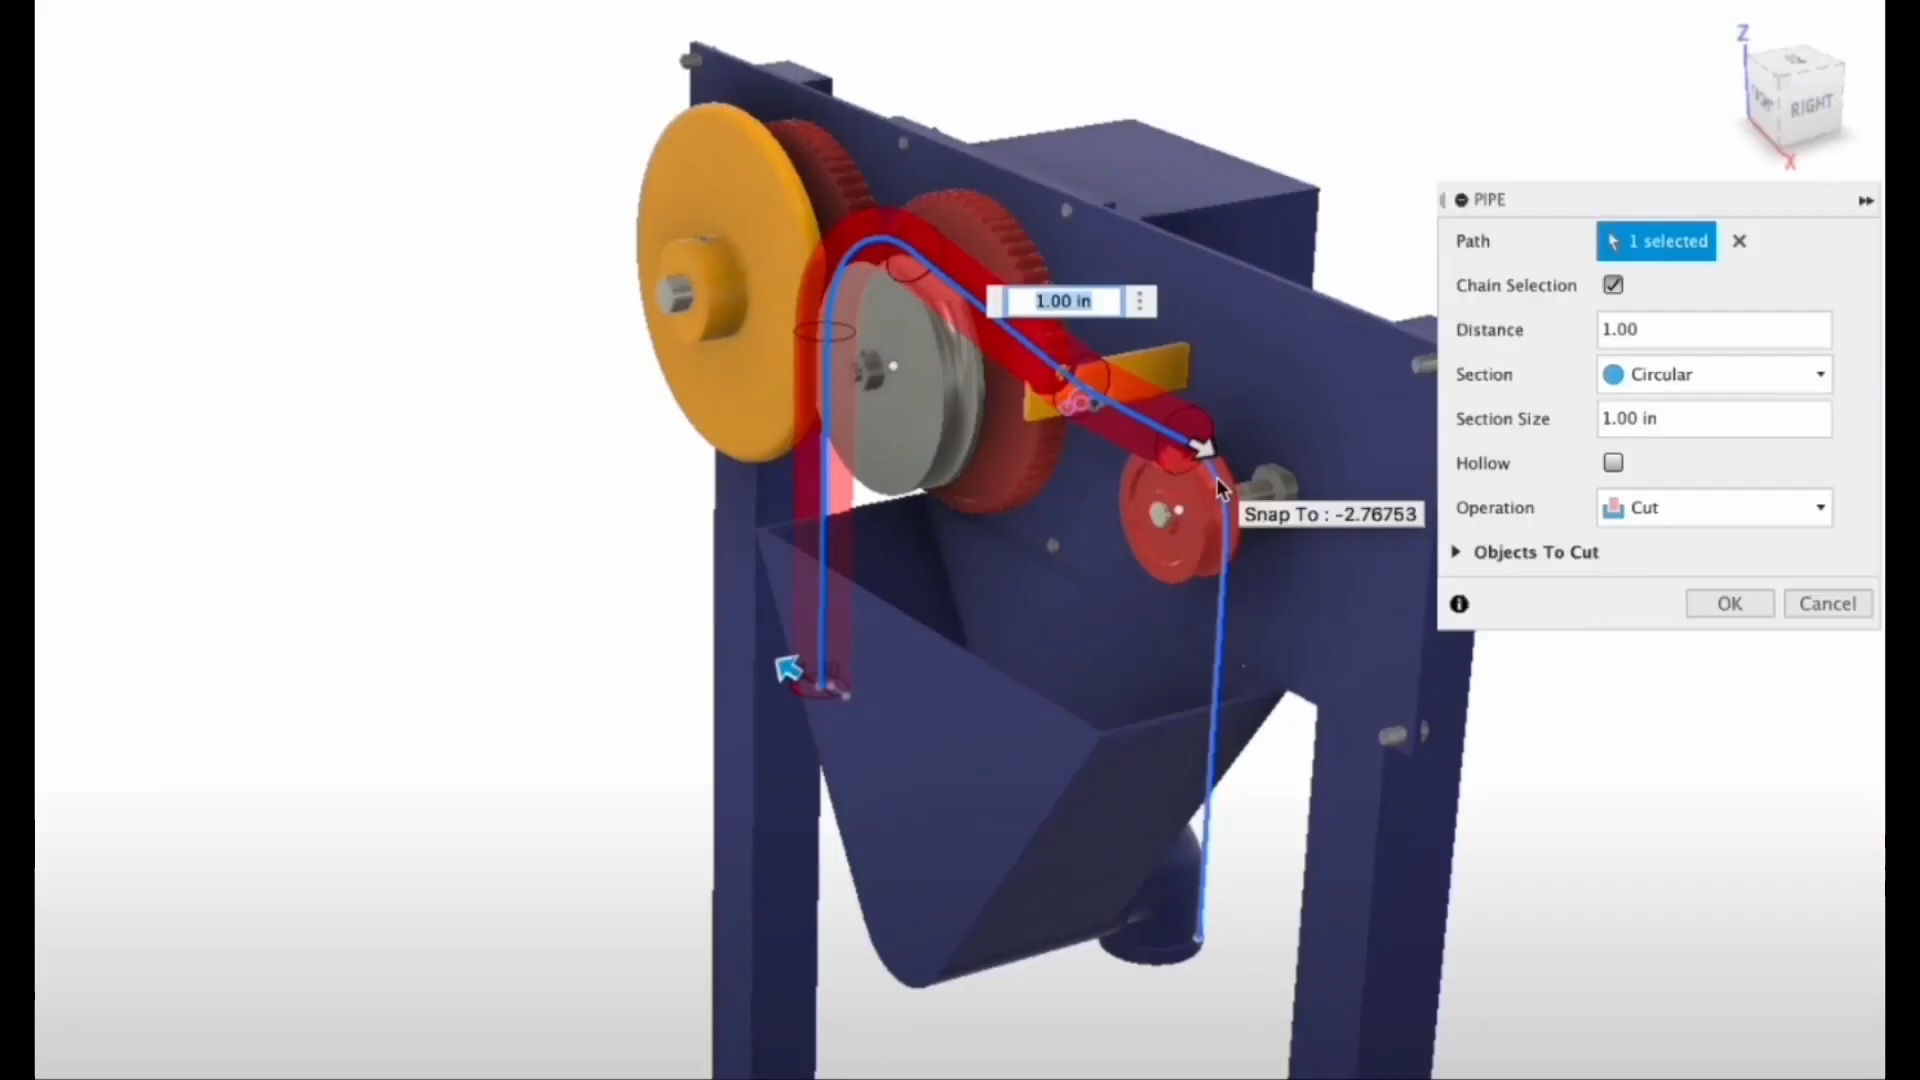 Z
RIGHT
X
PIPE
Path 1 selected
Chain Selection
Distance 1.00
Section Circular
Section Size 1.00 in
Hollow
Operation Cut
Objects To Cut
OK Cancel
1.00 in
Snap To : -2.76753